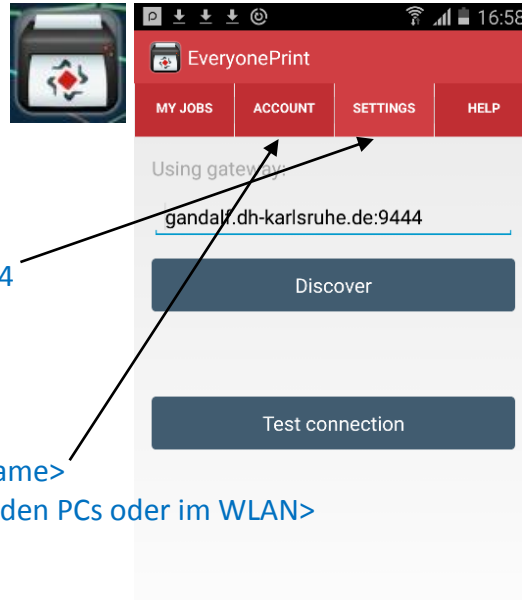 16:58
EveryonePrint
MY JOBS ACCOUNT SETTINGS HELP
Using gateway:
gandalf.dh-karlsruhe.de:9444
4
Discover
Test connection
ame>
den PCs oder im WLAN>